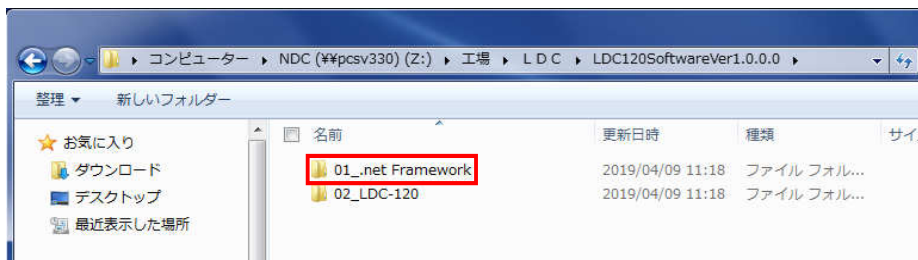 コンピューター ▸ NDC (¥¥pcsv330) (Z:) ▸ 工場 ▸ ＬＤＣ ▸ LDC120SoftwareVer1.0.0.0 ▸
整理 ▼ 新しいフォルダー
お気に入り
ダウンロード
デスクトップ
最近表示した場所
名前 更新日時 種類 サイ
01_.net Framework 2019/04/09 11:18 ファイル フォル...
02_LDC-120 2019/04/09 11:18 ファイル フォル...